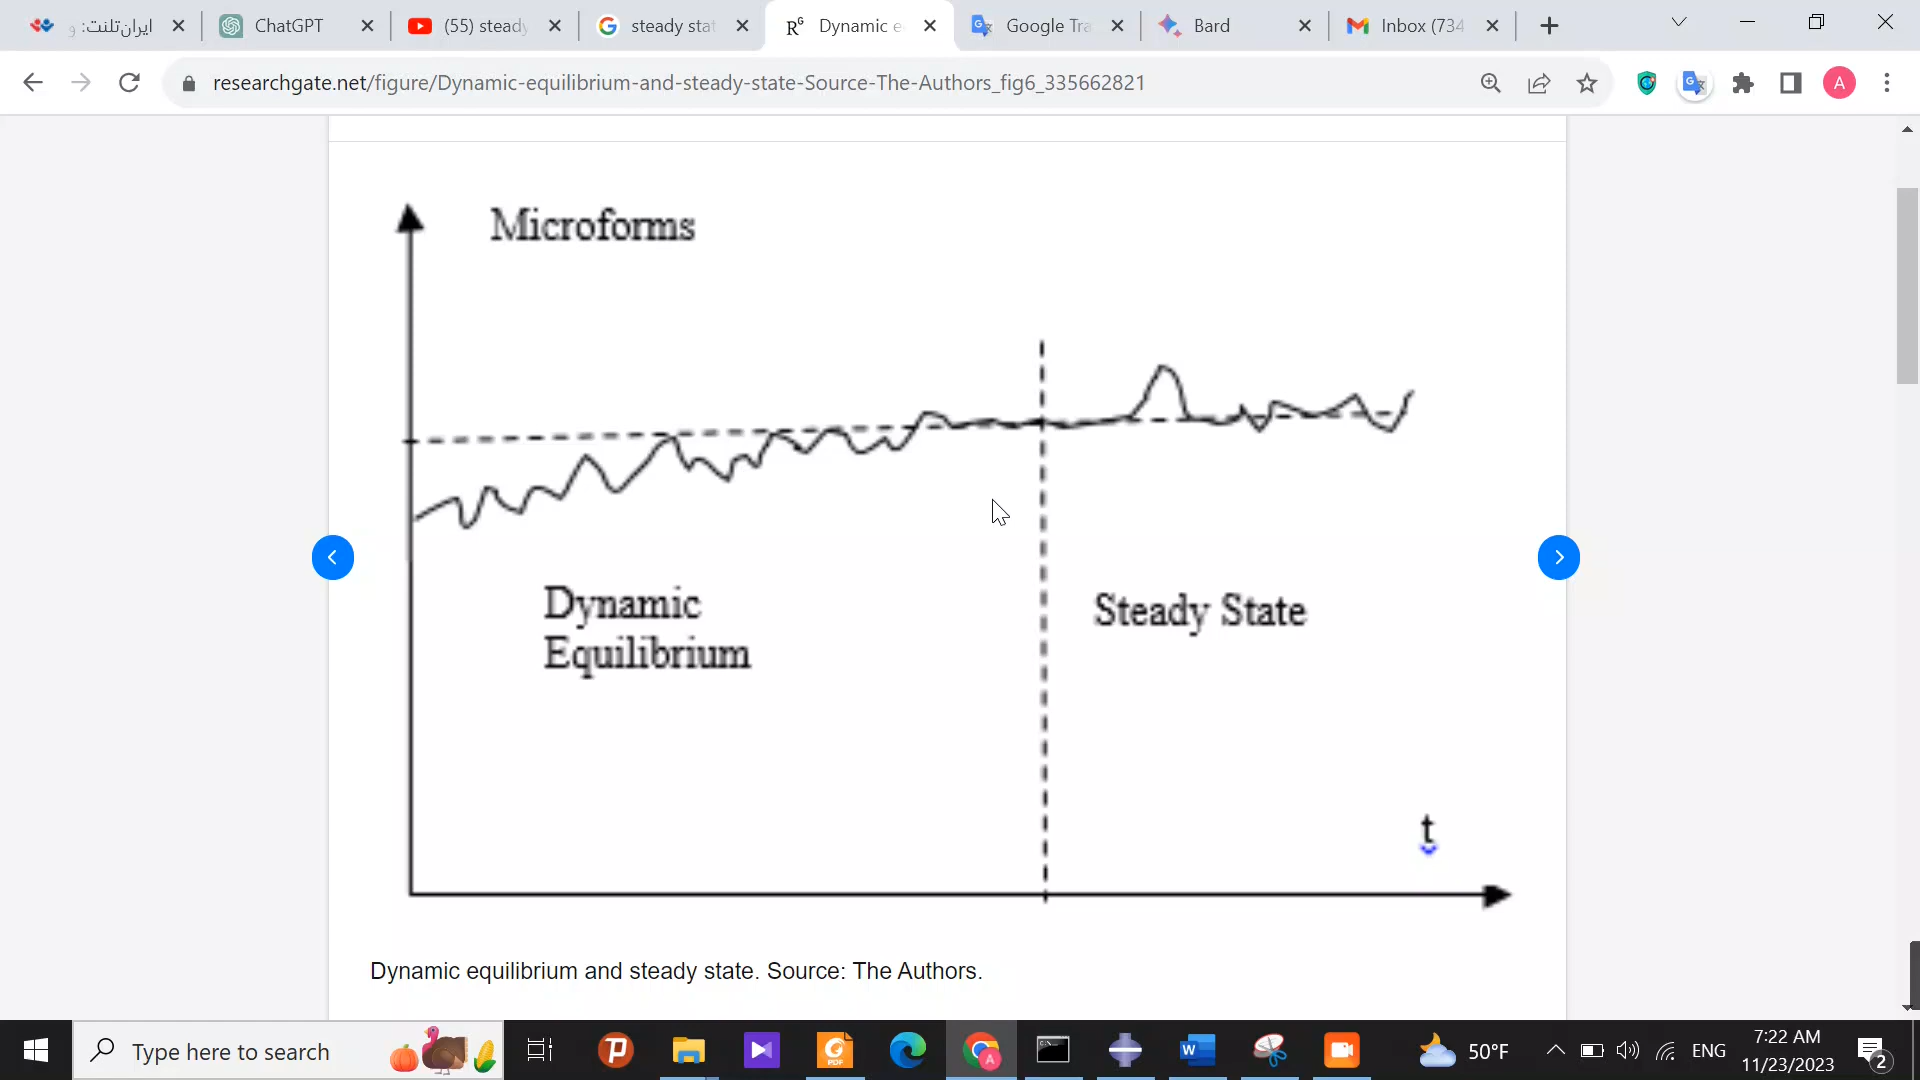 ایران‌تلنت: و
ChatGPT
(55) steady
steady stat
Dynamic e
Google Tra
Bard
Inbox (734
researchgate.net/figure/Dynamic-equilibrium-and-steady-state-Source-The-Authors_fig6_335662821
A
Microforms
Dynamic
Equilibrium
Steady State
t
Dynamic equilibrium and steady state. Source: The Authors.
Type here to search
50°F
ENG
7:22 AM
11/23/2023
2